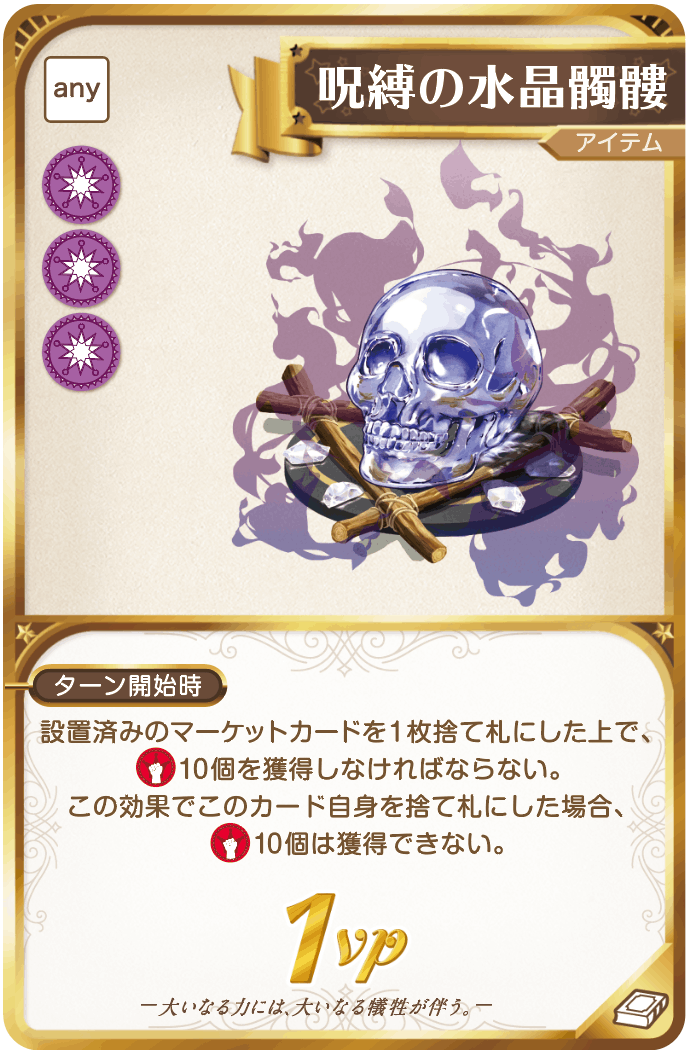 any
呪縛の水晶髑髏
アイテム
ターン開始時
設置済みのマーケットカードを1枚捨て札にした上で、
10個を獲得しなければならない。
この効果でこのカード自身を捨て札にした場合、
10個は獲得できない。
1vp
―大いなる力には、大いなる犠牲が伴う。―